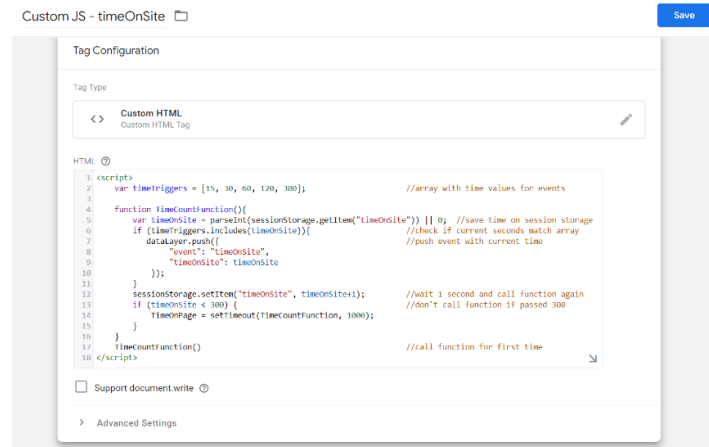 Custom JS - timeOnSite
Save
Tag Configuration
Tag Type
<>
Custom HTML
Custom HTML Tag
HTML
1 <script>
2 var timeTriggers = [15, 30, 60, 120, 300]; //array with time values for events
3
4 function TimeCountFunction(){
5 var timeOnSite = parseInt(sessionStorage.getItem("timeOnSite")) || 0; //save time on session storage
6 if (timeTriggers.includes(timeOnSite)){ //check if current seconds match array
7 dataLayer.push({ //push event with current time
8 "event": "timeOnSite",
9 "timeOnSite": timeOnSite
10 });
11 }
12 sessionStorage.setItem("timeOnSite", timeOnSite+1); //wait 1 second and call function again
13 if (timeOnSite < 300) { //don't call function if passed 300
14 TimeOnPage = setTimeout(TimeCountFunction, 1000);
15 }
16 }
17 TimeCountFunction() //call function for first time
18 </script>
Support document.write
Advanced Settings